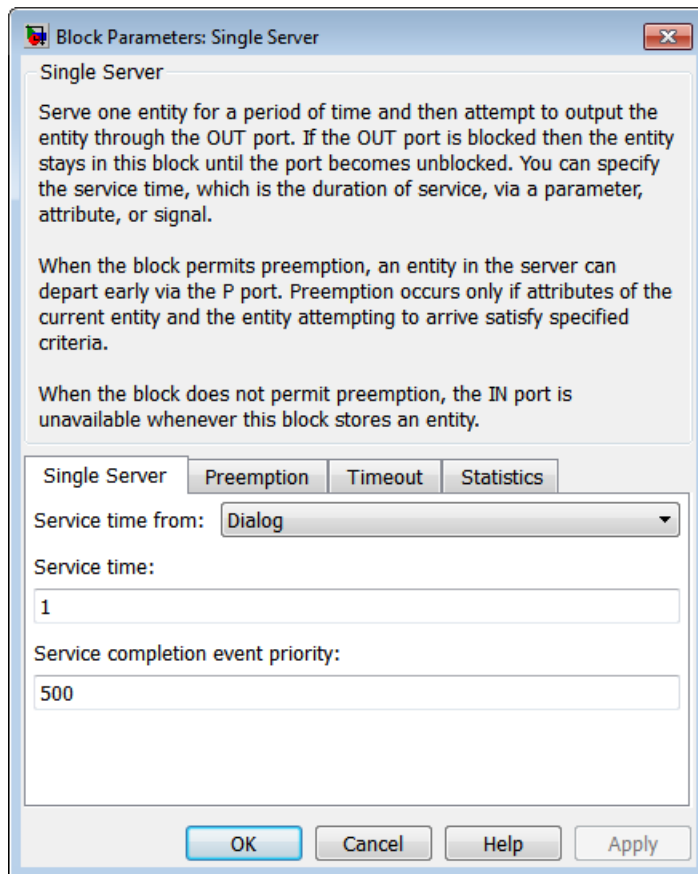 Block Parameters: Single Server
Single Server
Serve one entity for a period of time and then attempt to output the
entity through the OUT port. If the OUT port is blocked then the entity
stays in this block until the port becomes unblocked. You can specify
the service time, which is the duration of service, via a parameter,
attribute, or signal.
When the block permits preemption, an entity in the server can
depart early via the P port. Preemption occurs only if attributes of the
current entity and the entity attempting to arrive satisfy specified
criteria.
When the block does not permit preemption, the IN port is
unavailable whenever this block stores an entity.
Single Server Preemption Timeout Statistics
Service time from: Dialog
Service time:
1
Service completion event priority:
500
OK Cancel Help Apply